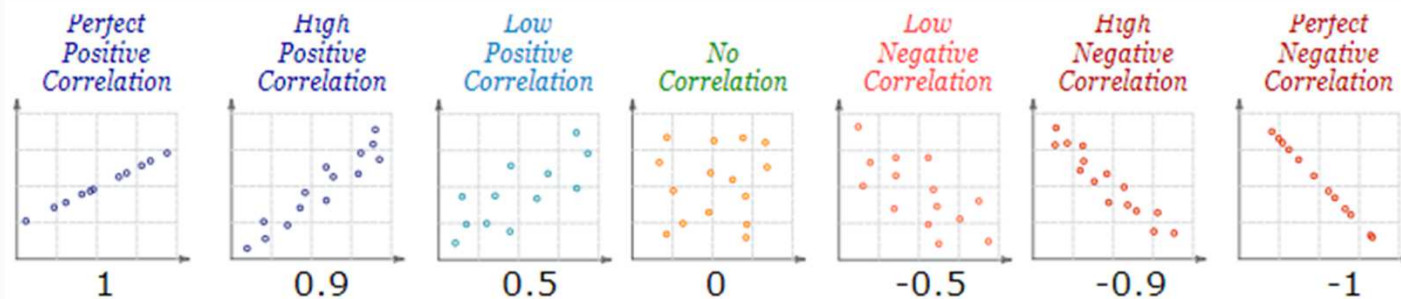 Perfect
Positive
Correlation
1
High
Positive
Correlation
0.9
Low
Positive
Correlation
0.5
No
Correlation
0
Low
Negative
Correlation
-0.5
High
Negative
Correlation
-0.9
Perfect
Negative
Correlation
-1